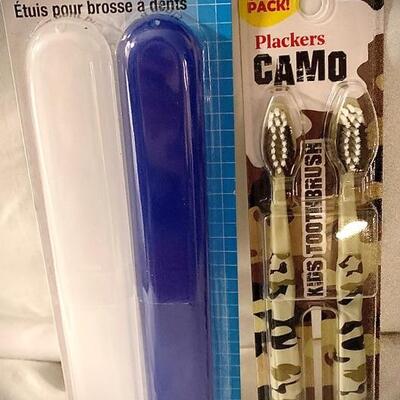 Étuis pour brosse à dents
PACK!
Plackers
CAMO
KIDS TOOTHBRUSH